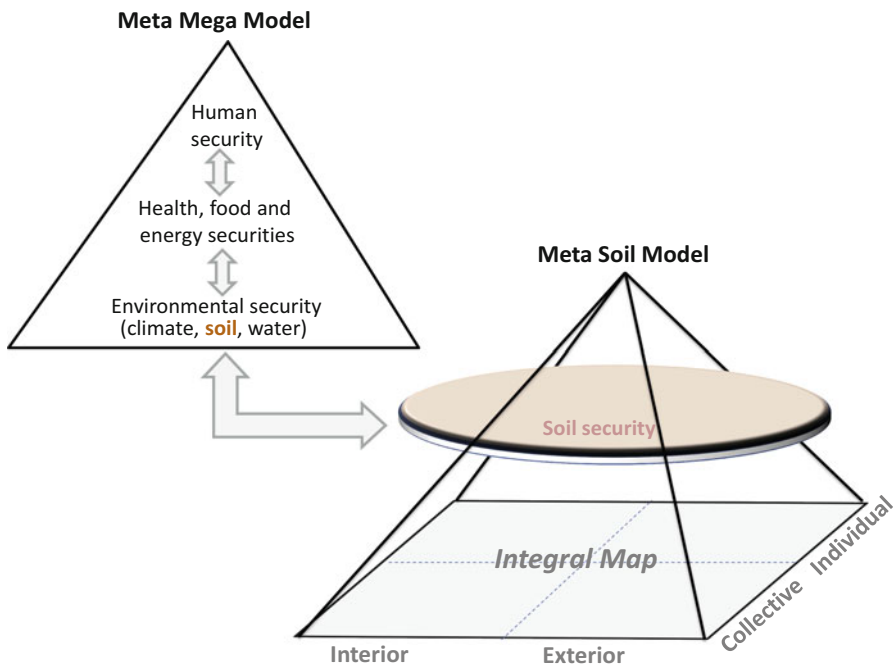 Meta Mega Model
Human
security
Health, food and
energy securities
Environmental security
(climate, soil, water)
Meta Soil Model
Soil security
Integral Map
Collective Individual
Interior Exterior